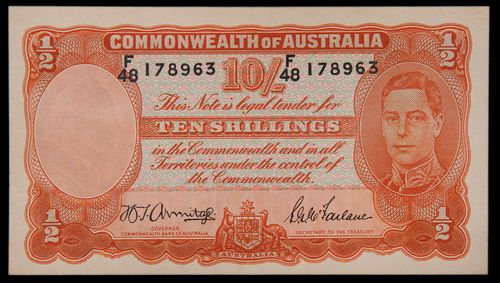 1/2 COMMONWEALTH OF AUSTRALIA 1/2
F/48 178963 F/48 178963
10/-
This Note is legal tender for
TEN SHILLINGS
in the Commonwealth and in all
Territories under the control of
the Commonwealth.
1/2 1/2
H.T. Armitage S. G. McFarlane
GOVERNOR SECRETARY TO THE TREASURY
COMMONWEALTH BANK OF AUSTRALIA
AUSTRALIA